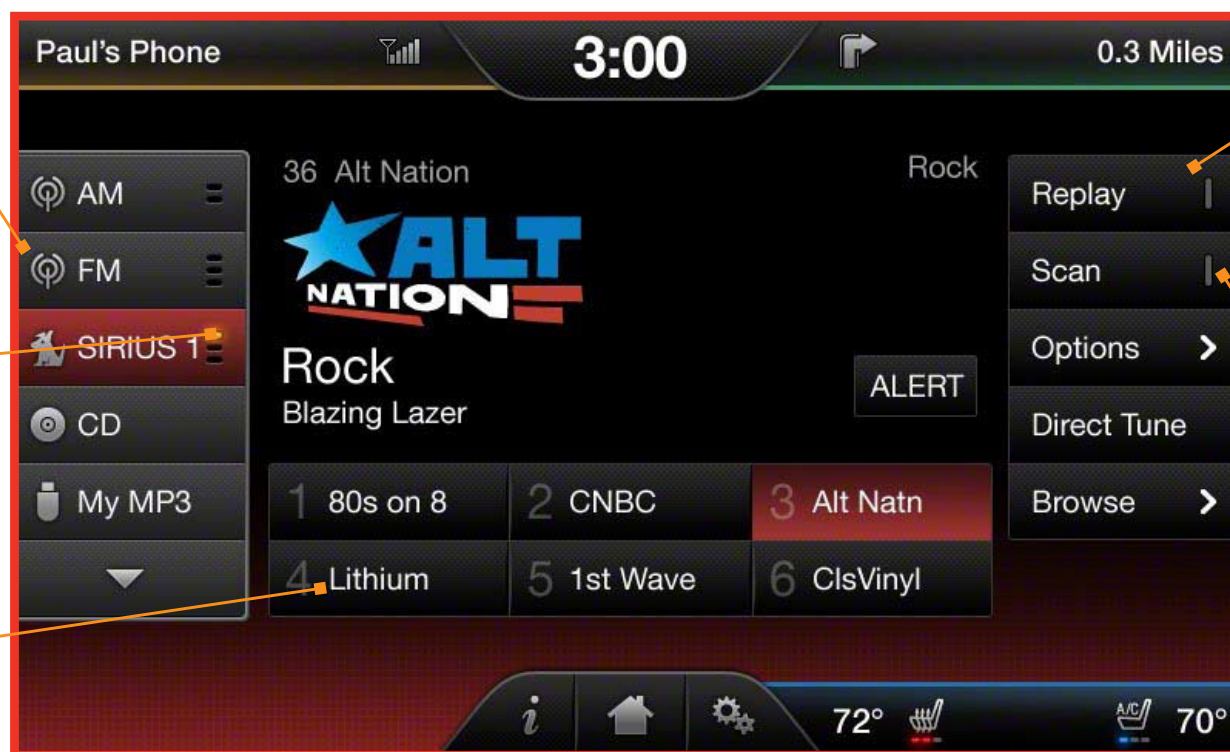 Paul's Phone
3:00
0.3 Miles
AM
FM
SIRIUS 1
CD
My MP3
36 Alt Nation
Rock
ALT
NATION
Rock
Blazing Lazer
ALERT
1 80s on 8
2 CNBC
3 Alt Natn
4 Lithium
5 1st Wave
6 ClsVinyl
Replay
Scan
Options
Direct Tune
Browse
i
72°
A/C
70°